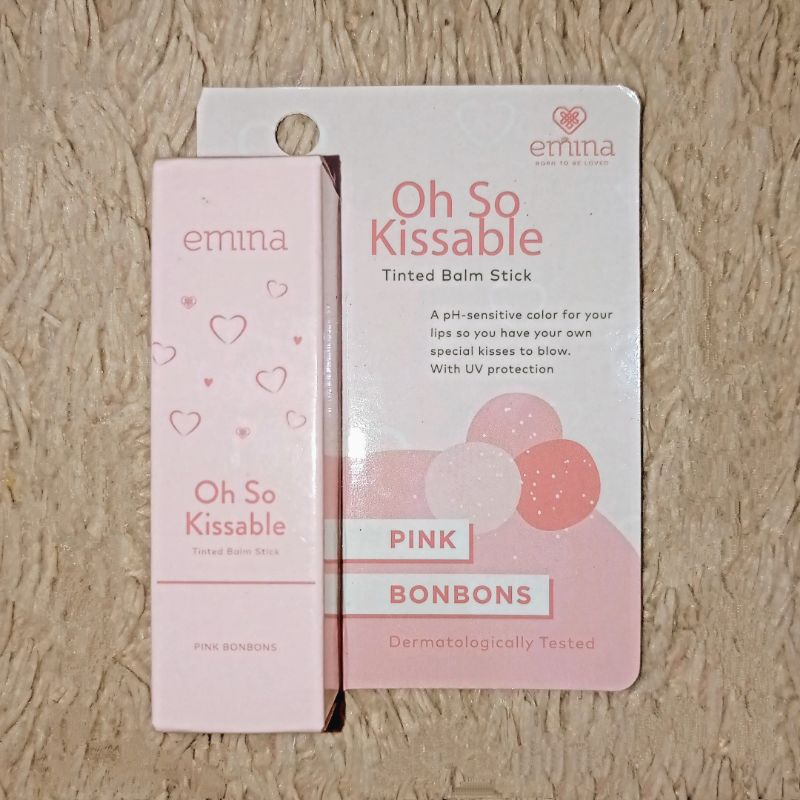 emina
Oh So
Kissable
Tinted Balm Stick
PINK BONBONS
emina
BORN TO BE LOVED
Oh So
Kissable
Tinted Balm Stick
A pH-sensitive color for your
lips so you have your own
special kisses to blow.
With UV protection
PINK
BONBONS
Dermatologically Tested